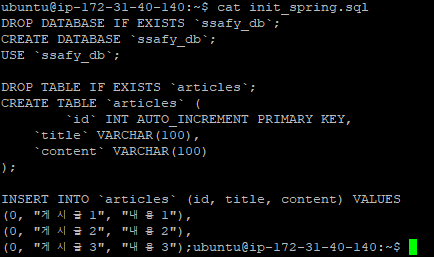 ubuntu@ip-172-31-40-140:~$ cat init_spring.sql
DROP DATABASE IF EXISTS `ssafy_db`;
CREATE DATABASE `ssafy_db`;
USE `ssafy_db`;

DROP TABLE IF EXISTS `articles`;
CREATE TABLE `articles` (
        `id` INT AUTO_INCREMENT PRIMARY KEY,
    `title` VARCHAR(100),
    `content` VARCHAR(100)
);

INSERT INTO `articles` (id, title, content) VALUES
(0, "게시글1", "내용1"),
(0, "게시글2", "내용2"),
(0, "게시글3", "내용3");ubuntu@ip-172-31-40-140:~$